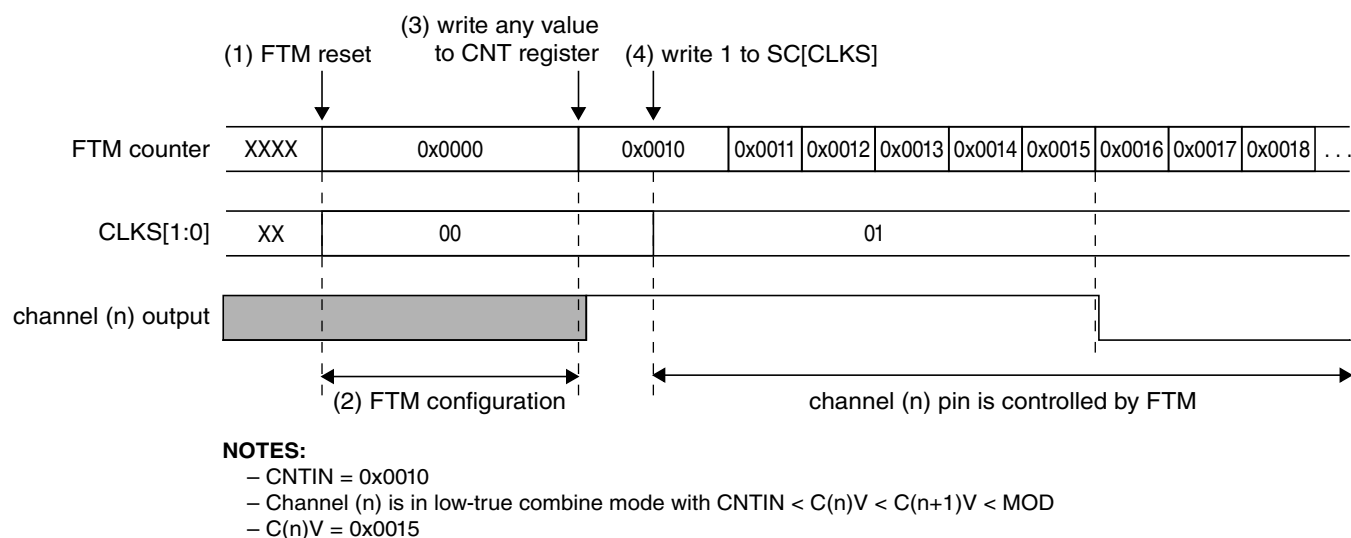 (3) write any value
(1) FTM reset to CNT register (4) write 1 to SC[CLKS]
FTM counter XXXX 0x0000 0x0010 0x0011 0x0012 0x0013 0x0014 0x0015 0x0016 0x0017 0x0018 . . .
CLKS[1:0] XX 00 01
channel (n) output
(2) FTM configuration channel (n) pin is controlled by FTM
NOTES:
– CNTIN = 0x0010
– Channel (n) is in low-true combine mode with CNTIN < C(n)V < C(n+1)V < MOD
– C(n)V = 0x0015